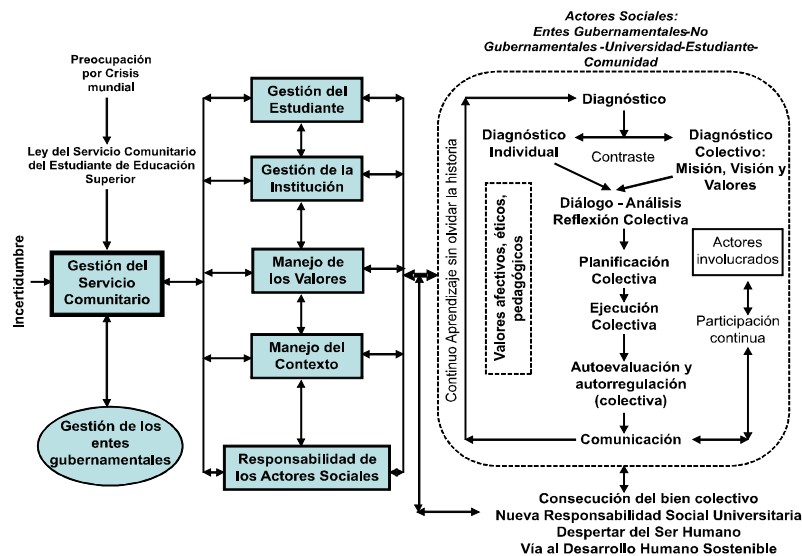 Actores Sociales:
Entes Gubernamentales-No
Gubernamentales -Universidad-Estudiante-
Comunidad
Preocupación
por Crisis
mundial
Ley del Servicio Comunitario
del Estudiante de Educación
Superior
Incertidumbre
Gestión del
Servicio
Comunitario
Gestión de los
entes
gubernamentales
Gestión del
Estudiante
Gestión de la
Institución
Manejo de
los Valores
Manejo del
Contexto
Responsabilidad de
los Actores Sociales
Continuo Aprendizaje sin olvidar la historia
Diagnóstico
Diagnóstico
Individual
Contraste
Diagnóstico
Colectivo:
Misión, Visión y
Valores
Diálogo - Análisis
Reflexión Colectiva
Valores afectivos, éticos,
pedagógicos
Planificación
Colectiva
Ejecución
Colectiva
Autoevaluación y
autorregulación
(colectiva)
Comunicación
Actores
involucrados
Participación
continua
Consecución del bien colectivo
Nueva Responsabilidad Social Universitaria
Despertar del Ser Humano
Vía al Desarrollo Humano Sostenible